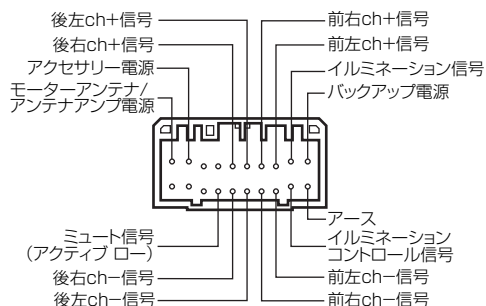 後左ch+信号
後右ch+信号
アクセサリー電源
モーターアンテナ/
アンテナアンプ電源
前右ch+信号
前左ch+信号
イルミネーション信号
バックアップ電源
ミュート信号
(アクティブ ロー)
後右ch−信号
後左ch−信号
アース
イルミネーション
コントロール信号
前左ch−信号
前右ch−信号